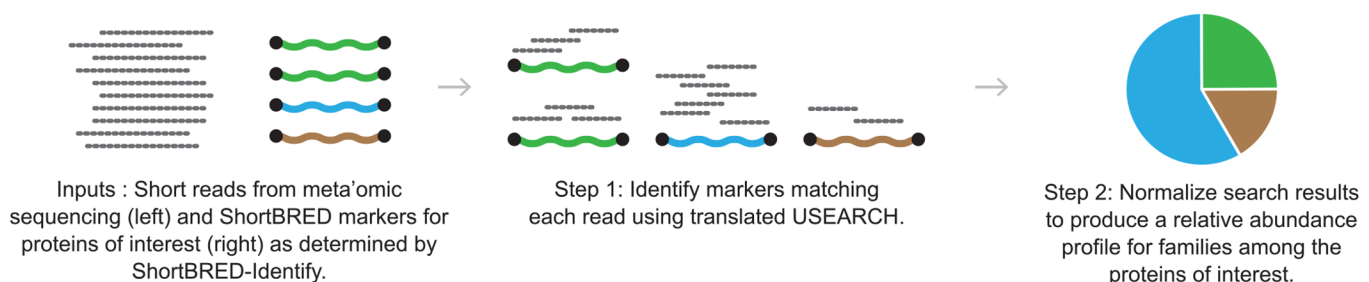 Inputs : Short reads from meta'omic
sequencing (left) and ShortBRED markers for
proteins of interest (right) as determined by
ShortBRED-Identify.
Step 1: Identify markers matching
each read using translated USEARCH.
Step 2: Normalize search results
to produce a relative abundance
profile for families among the
proteins of interest.